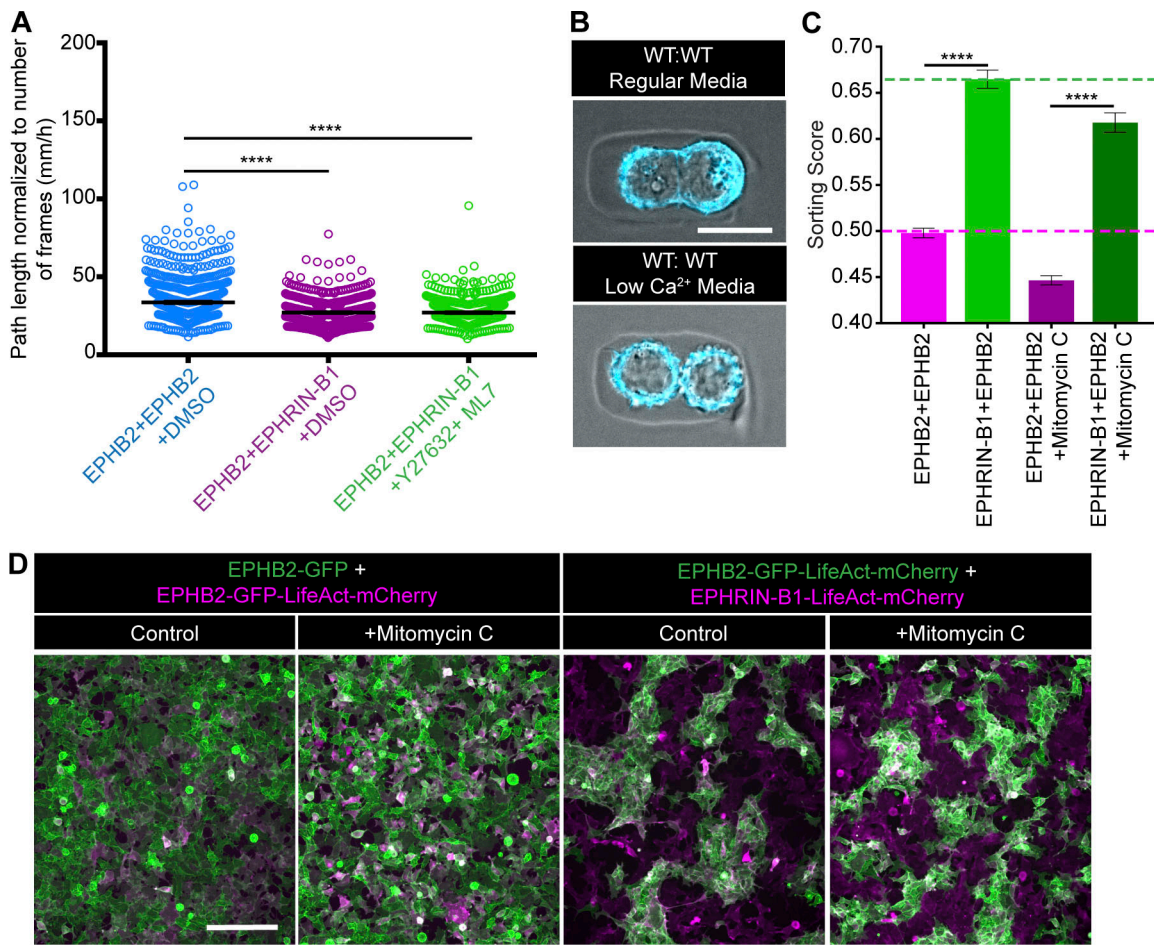 A
Path length normalized to number
of frames (mm/h)
200
150
100
50
0
****
****
EPHB2+EPHB2
+DMSO
EPHB2+EPHRIN-B1
+DMSO
EPHB2+EPHRIN-B1
+Y27632+ ML7
B
WT:WT
Regular Media
WT: WT
Low Ca²⁺ Media
C
Sorting Score
0.70
0.65
0.60
0.55
0.50
0.45
0.40
****
****
EPHB2+EPHB2
EPHRIN-B1+EPHB2
EPHB2+EPHB2
+Mitomycin C
EPHRIN-B1+EPHB2
+Mitomycin C
D
EPHB2-GFP +
EPHB2-GFP-LifeAct-mCherry
EPHB2-GFP-LifeAct-mCherry +
EPHRIN-B1-LifeAct-mCherry
Control
+Mitomycin C
Control
+Mitomycin C